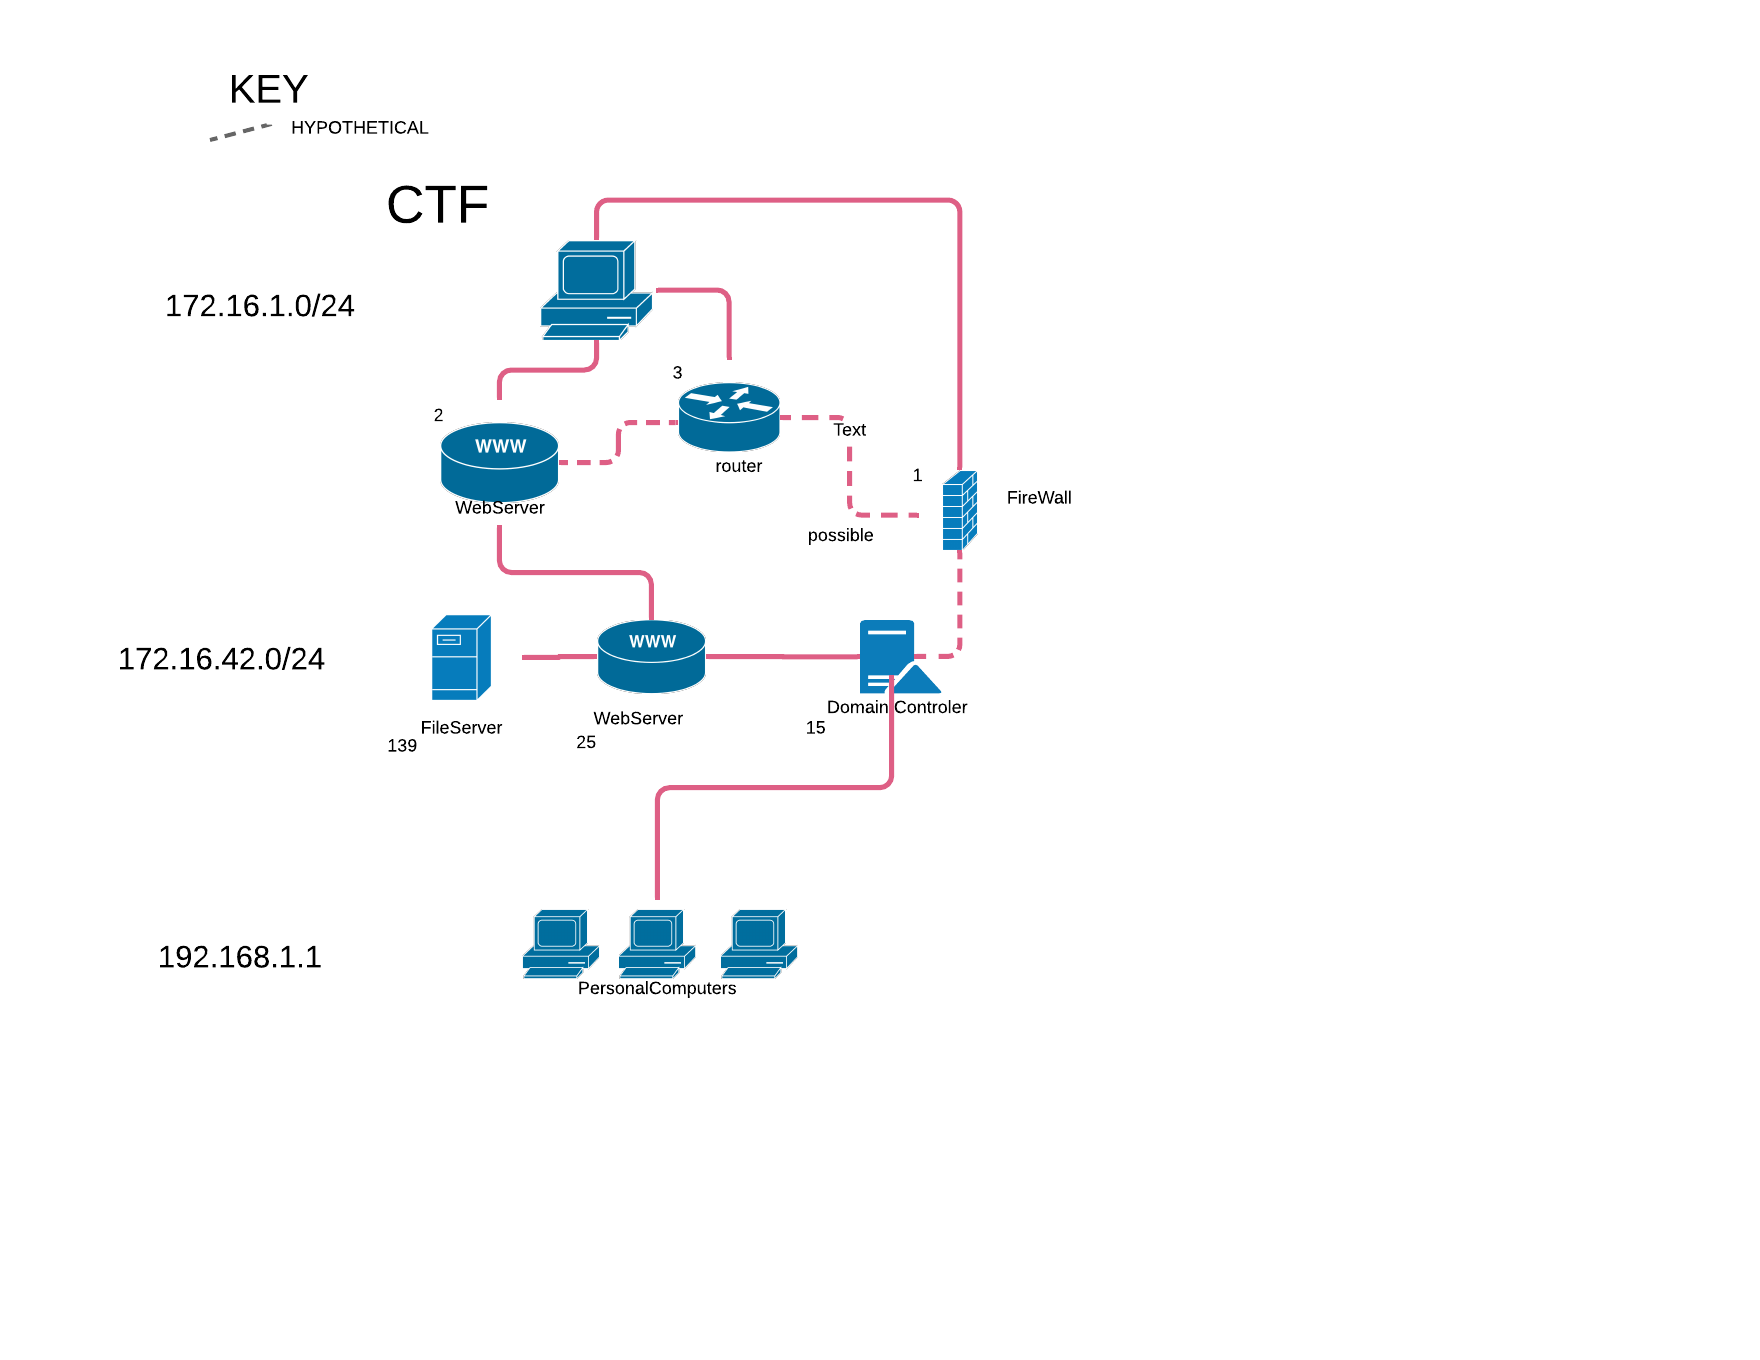 KEY
HYPOTHETICAL
CTF
172.16.1.0/24
3
2
WWW
Text
router
1
FireWall
WebServer
possible
WWW
172.16.42.0/24
Domain Controler
WebServer
FileServer
15
25
139
192.168.1.1
PersonalComputers